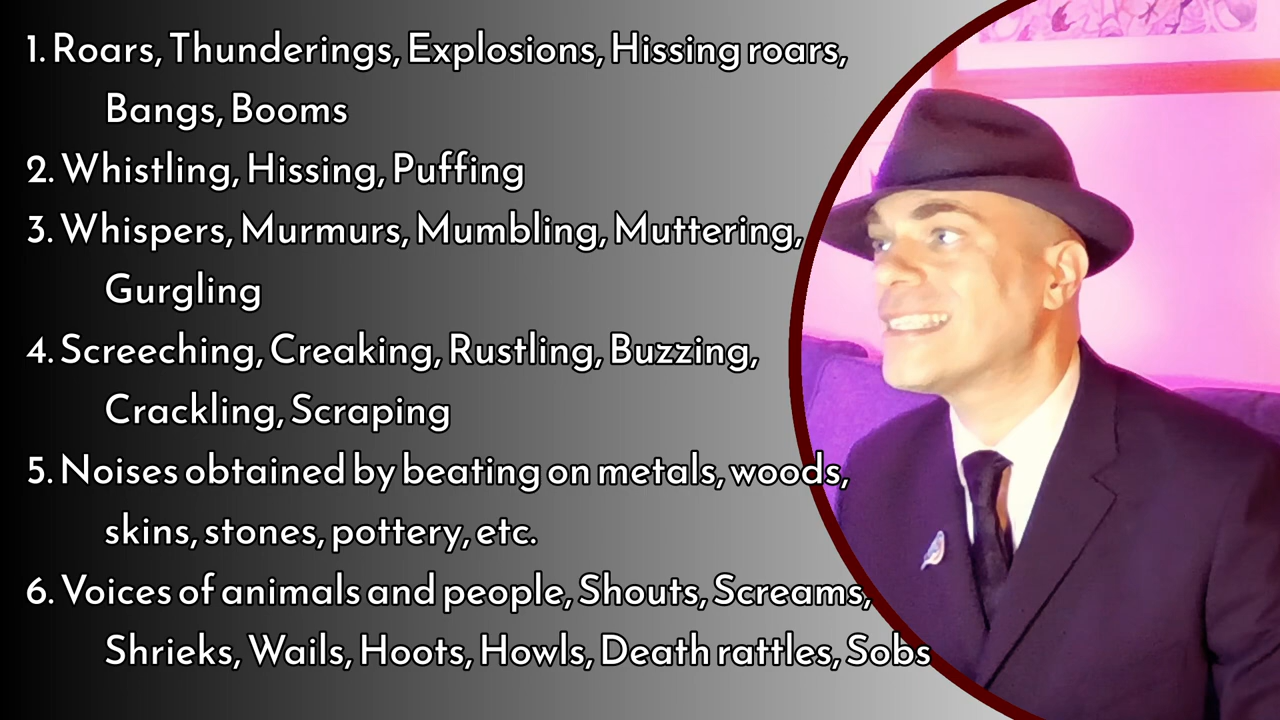 1. Roars, Thunderings, Explosions, Hissing roars,
Bangs, Booms
2. Whistling, Hissing, Puffing
3. Whispers, Murmurs, Mumbling, Muttering,
Gurgling
4. Screeching, Creaking, Rustling, Buzzing,
Crackling, Scraping
5. Noises obtained by beating on metals, woods,
skins, stones, pottery, etc.
6. Voices of animals and people, Shouts, Screams,
Shrieks, Wails, Hoots, Howls, Death rattles, Sobs